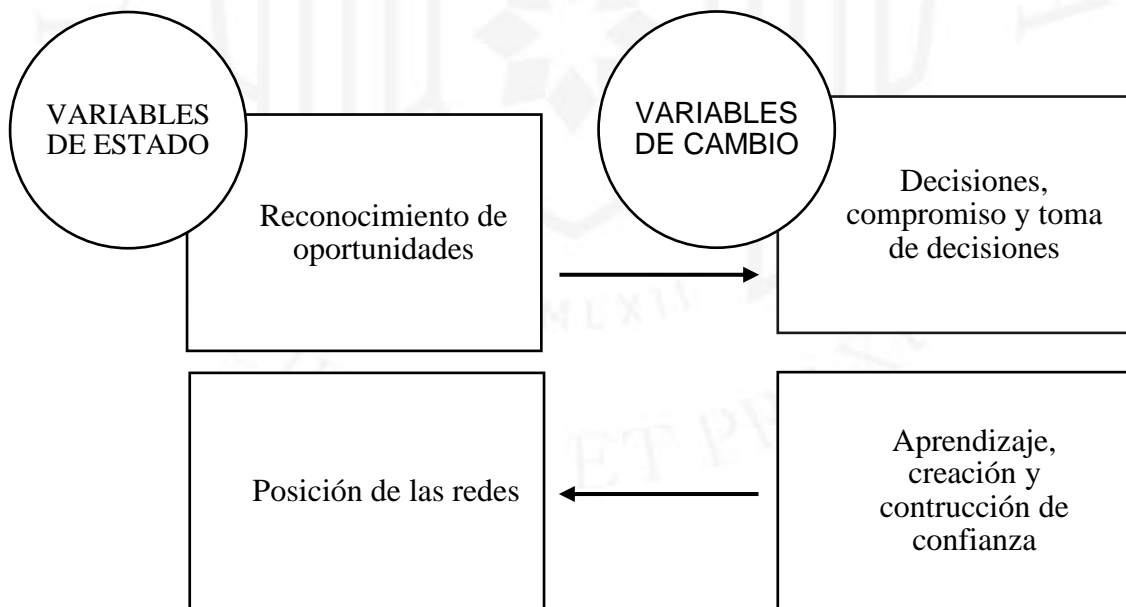 VARIABLES
DE ESTADO
Reconocimiento de
oportunidades
VARIABLES
DE CAMBIO
Decisiones,
compromiso y toma
de decisiones
Posición de las redes
Aprendizaje,
creación y
contrucción de
confianza